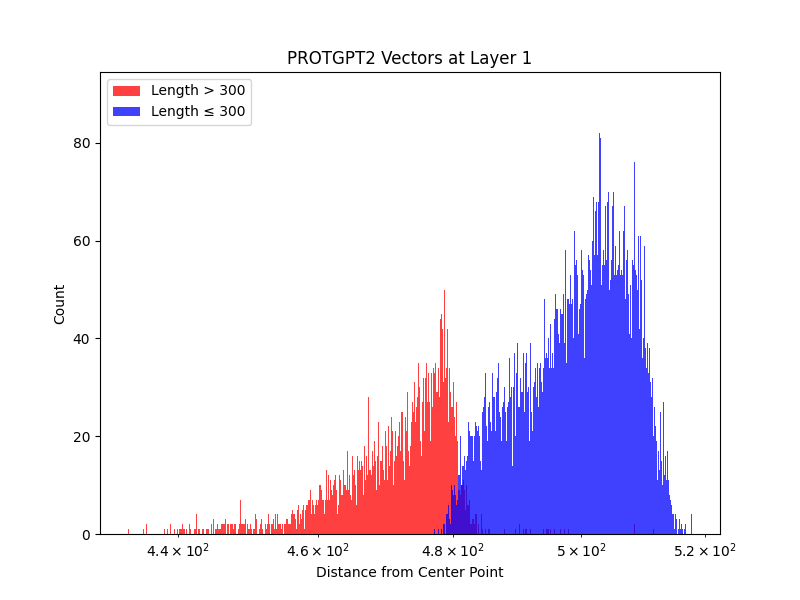 PROTGPT2 Vectors at Layer 1
Length > 300
Length ≤ 300
Count
80
60
40
20
0
4.4 × 10²
4.6 × 10²
4.8 × 10²
5 × 10²
5.2 × 10²
Distance from Center Point